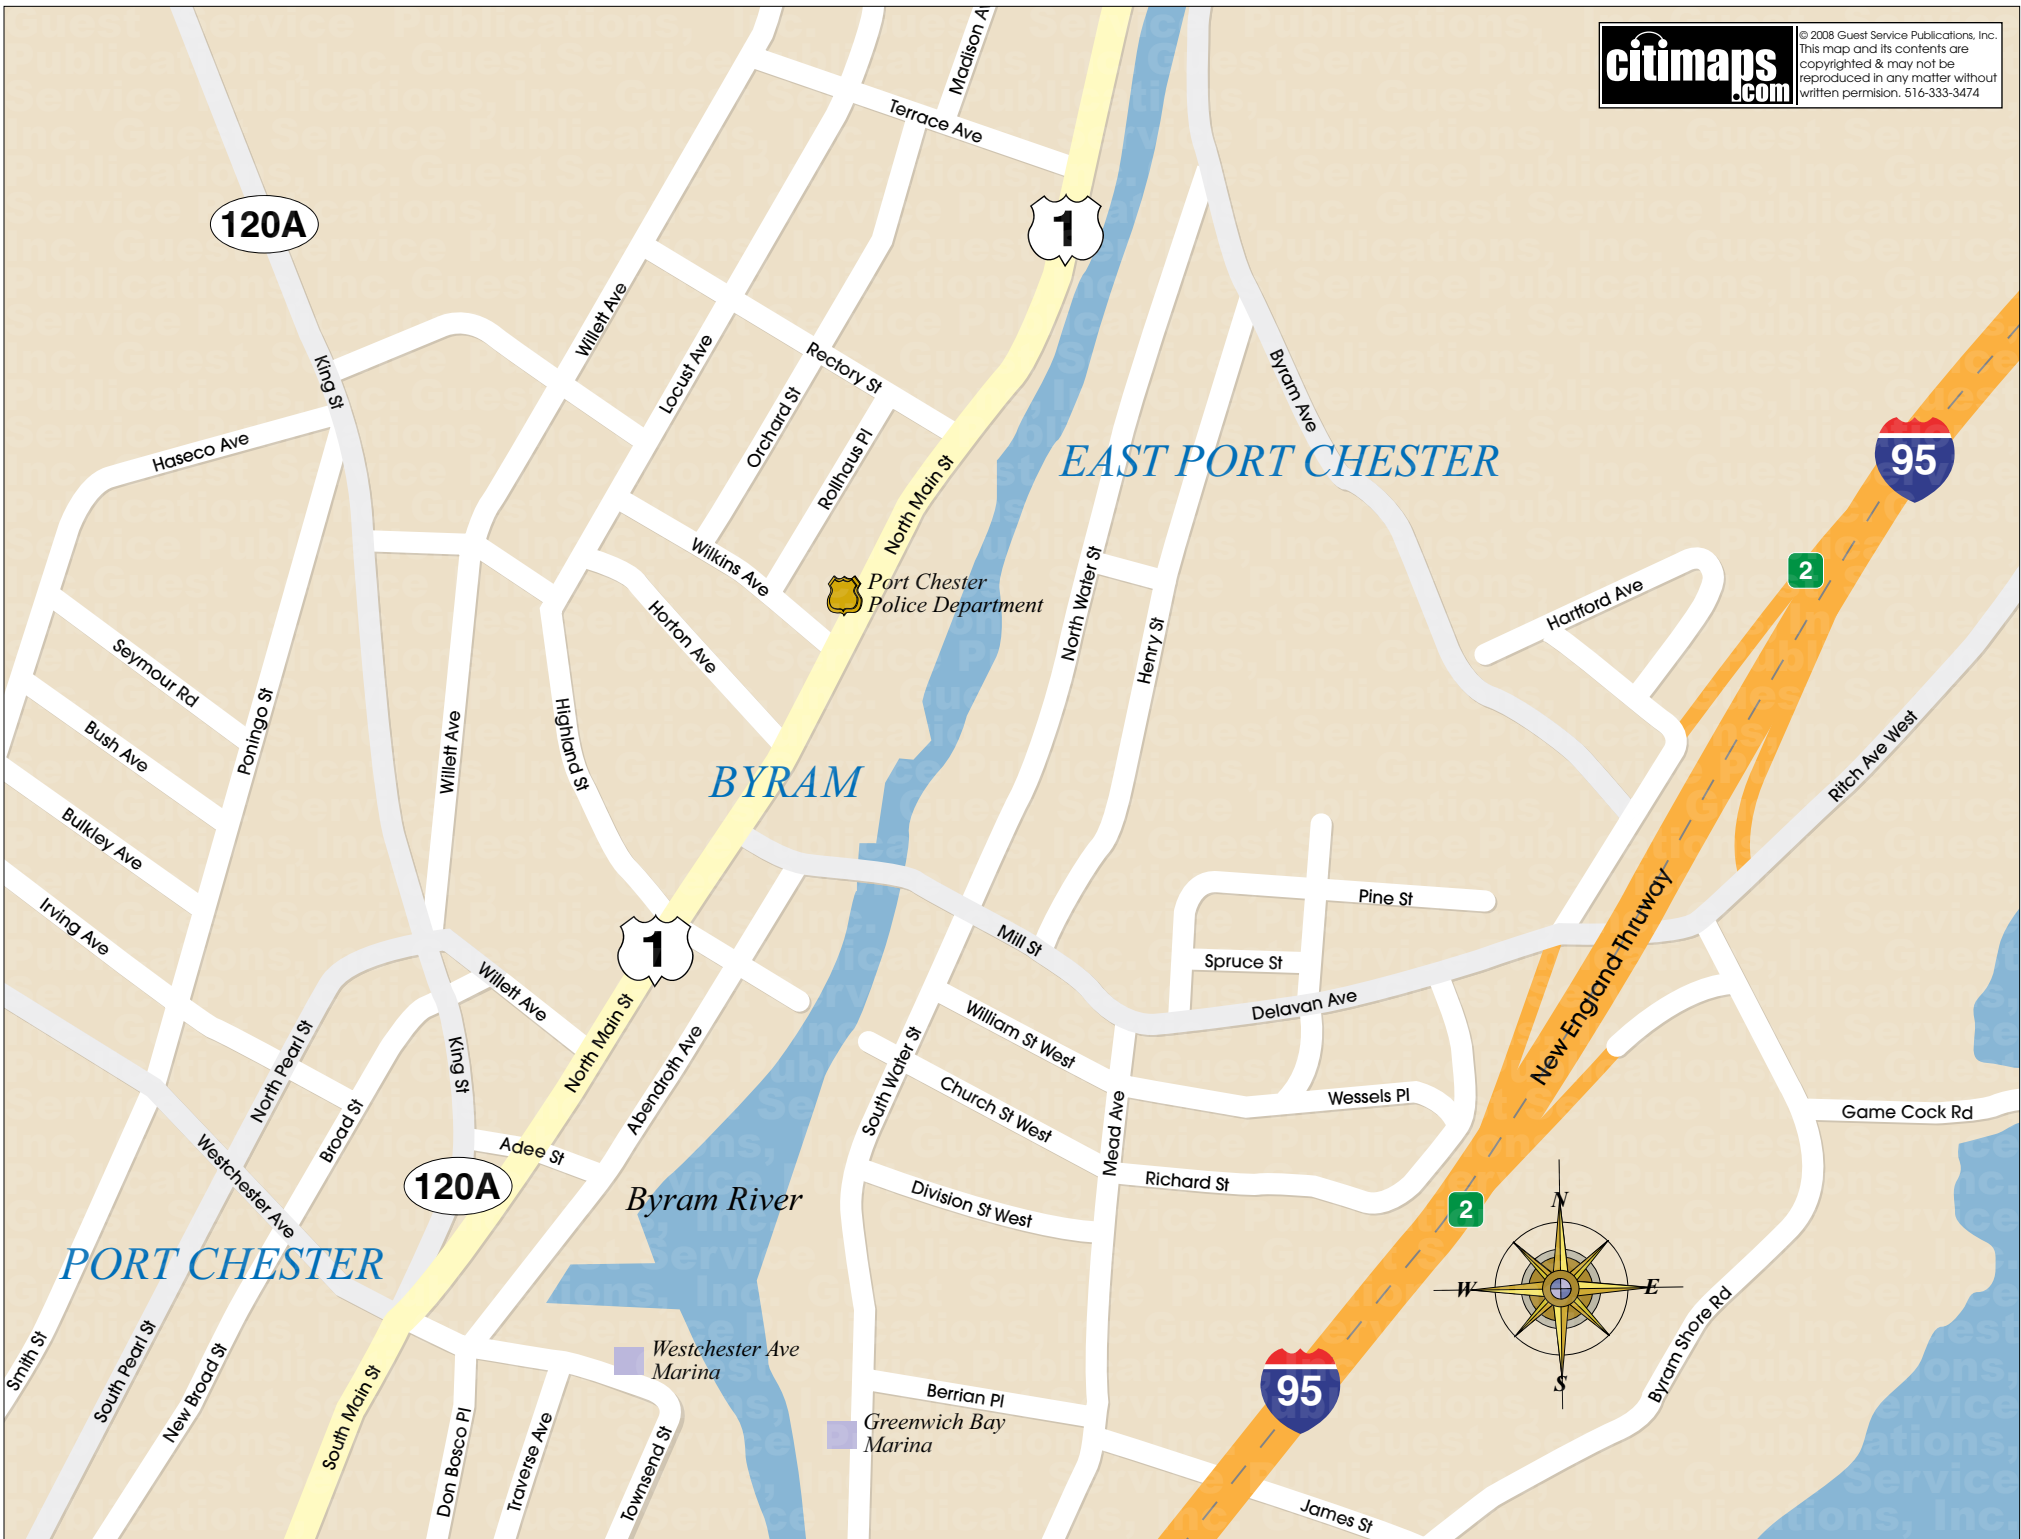 citimaps
.com
© 2008 Guest Service Publications, Inc.
This map and its contents are
copyrighted & may not be
reproduced in any matter without
written permision. 516-333-3474
Madison Av
Terrace Ave
120A
1
Willett Ave
Locust Ave
Rectory St
King St
Orchard St
Rollhaus Pl
Byram Ave
Haseco Ave
North Main St
EAST PORT CHESTER
95
Wilkins Ave
Port Chester
Police Department
2
North Water St
Hartford Ave
Horton Ave
Henry St
Seymour Rd
Poningo St
Bush Ave
Willett Ave
Highland St
BYRAM
Ritch Ave West
Bulkley Ave
Irving Ave
1
Mill St
Pine St
Spruce St
New England Thruway
Willett Ave
Delavan Ave
North Main St
North Pearl St
King St
Abendroth Ave
William St West
South Water St
Church St West
Wessels Pl
Game Cock Rd
Broad St
Mead Ave
Westchester Ave
Adee St
120A
Byram River
Richard St
Division St West
2
N
W
E
S
PORT CHESTER
Smith St
South Pearl St
New Broad St
South Main St
Westchester Ave
Marina
Byram Shore Rd
95
Berrian Pl
Greenwich Bay
Marina
Don Bosco Pl
Traverse Ave
Townsend St
James St